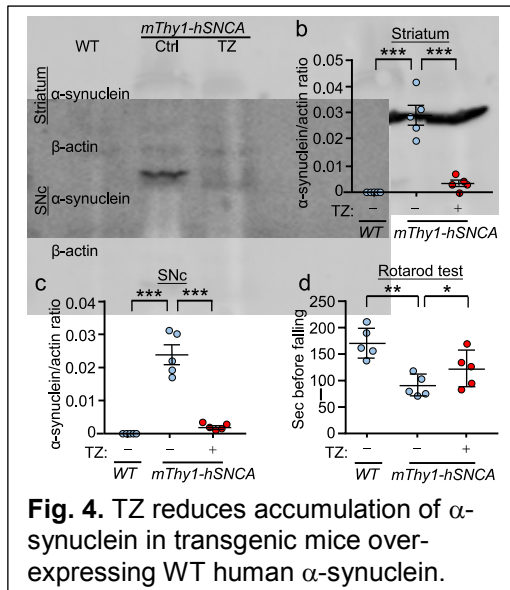 mThy1-hSNCA
WT Ctrl TZ
Striatum
α-synuclein
β-actin
SNc
α-synuclein
β-actin
b
Striatum
*** ***
α-synuclein/actin ratio
0.05
0.04
0.03
0.02
0.01
0
TZ: – – +
WT mThy1-hSNCA
c
SNc
*** ***
α-synuclein/actin ratio
0.04
0.03
0.02
0.01
0
TZ: – – +
WT mThy1-hSNCA
d
Rotarod test
** *
Sec before falling
250
200
150
100
50
0
TZ: – – +
WT mThy1-hSNCA
Fig. 4. TZ reduces accumulation of α-
synuclein in transgenic mice over-
expressing WT human α-synuclein.